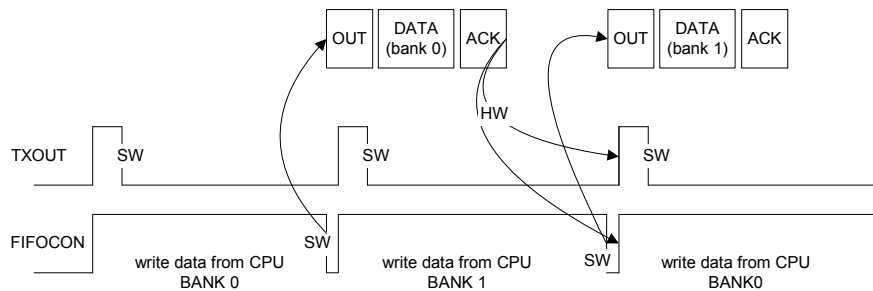 OUT DATA (bank 0) ACK OUT DATA (bank 1) ACK
HW
TXOUT SW SW SW
FIFOCON SW SW
write data from CPU BANK 0
write data from CPU BANK 1
write data from CPU BANK0